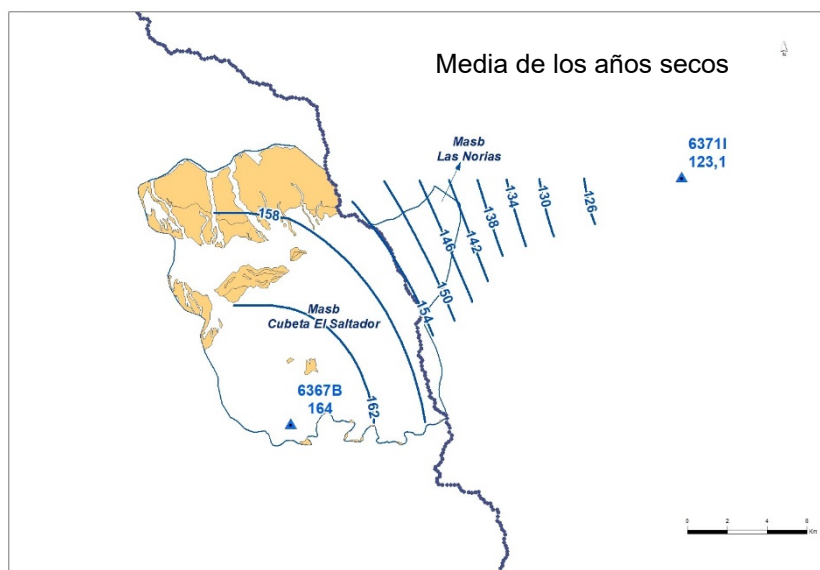 Media de los años secos
N
Masb
Las Norias
6371I
123,1
158
146
142
138
134
130
126
150
154
Masb
Cubeta El Saltador
6367B
164
162
0 2 4 6
Km